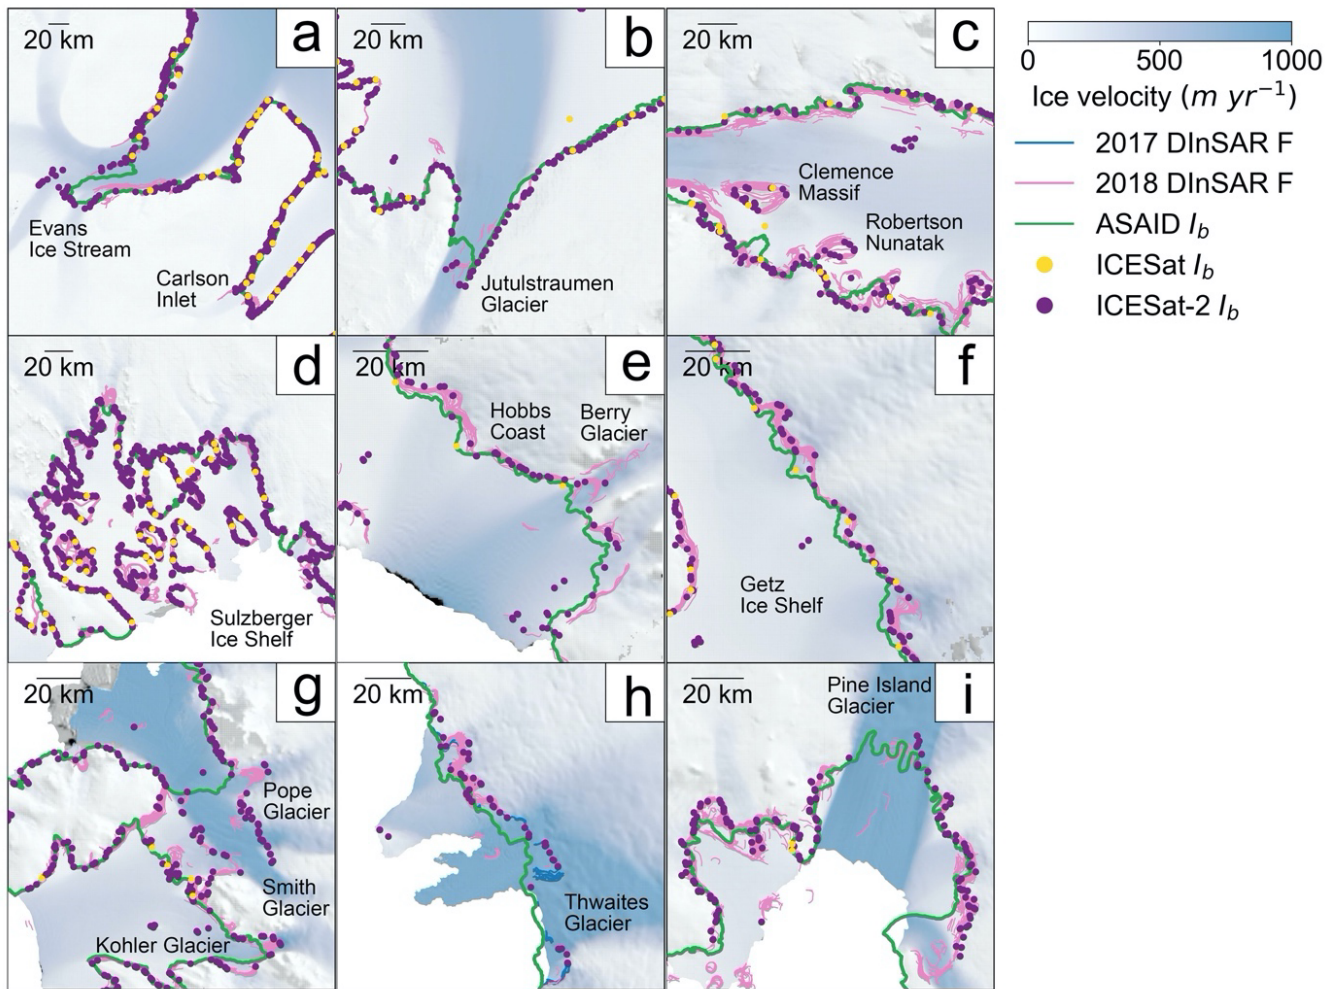 20 km
a
Evans
Ice Stream
Carlson
Inlet
20 km
b
Jutulstraumen
Glacier
20 km
c
Clemence
Massif
Robertson
Nunatak
0 500 1000
Ice velocity (m yr⁻¹)
2017 DInSAR F
2018 DInSAR F
ASAID I_b
ICESat I_b
ICESat-2 I_b
20 km
d
Sulzberger
Ice Shelf
20 km
e
Hobbs
Coast
Berry
Glacier
20 km
f
Getz
Ice Shelf
20 km
g
Pope
Glacier
Smith
Glacier
Kohler Glacier
20 km
h
Thwaites
Glacier
20 km
i
Pine Island
Glacier